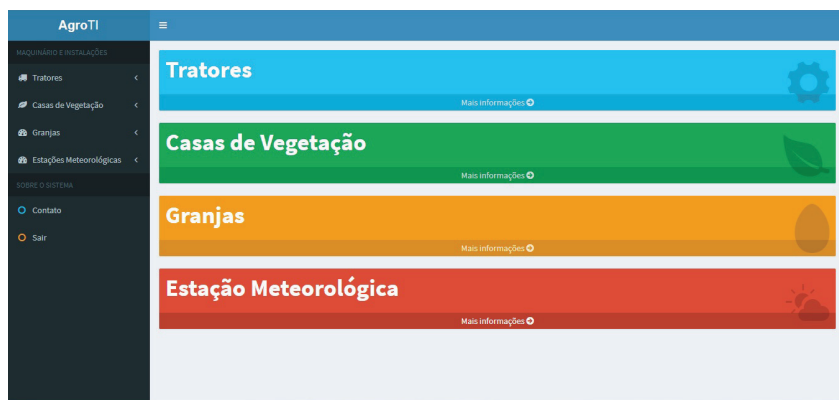 AgroTI
MAQUINÁRIO E INSTALAÇÕES
Tratores
Casas de Vegetação
Granjas
Estações Meteorológicas
SOBRE O SISTEMA
Contato
Sair
Tratores
Mais informações
Casas de Vegetação
Mais informações
Granjas
Mais informações
Estação Meteorológica
Mais informações